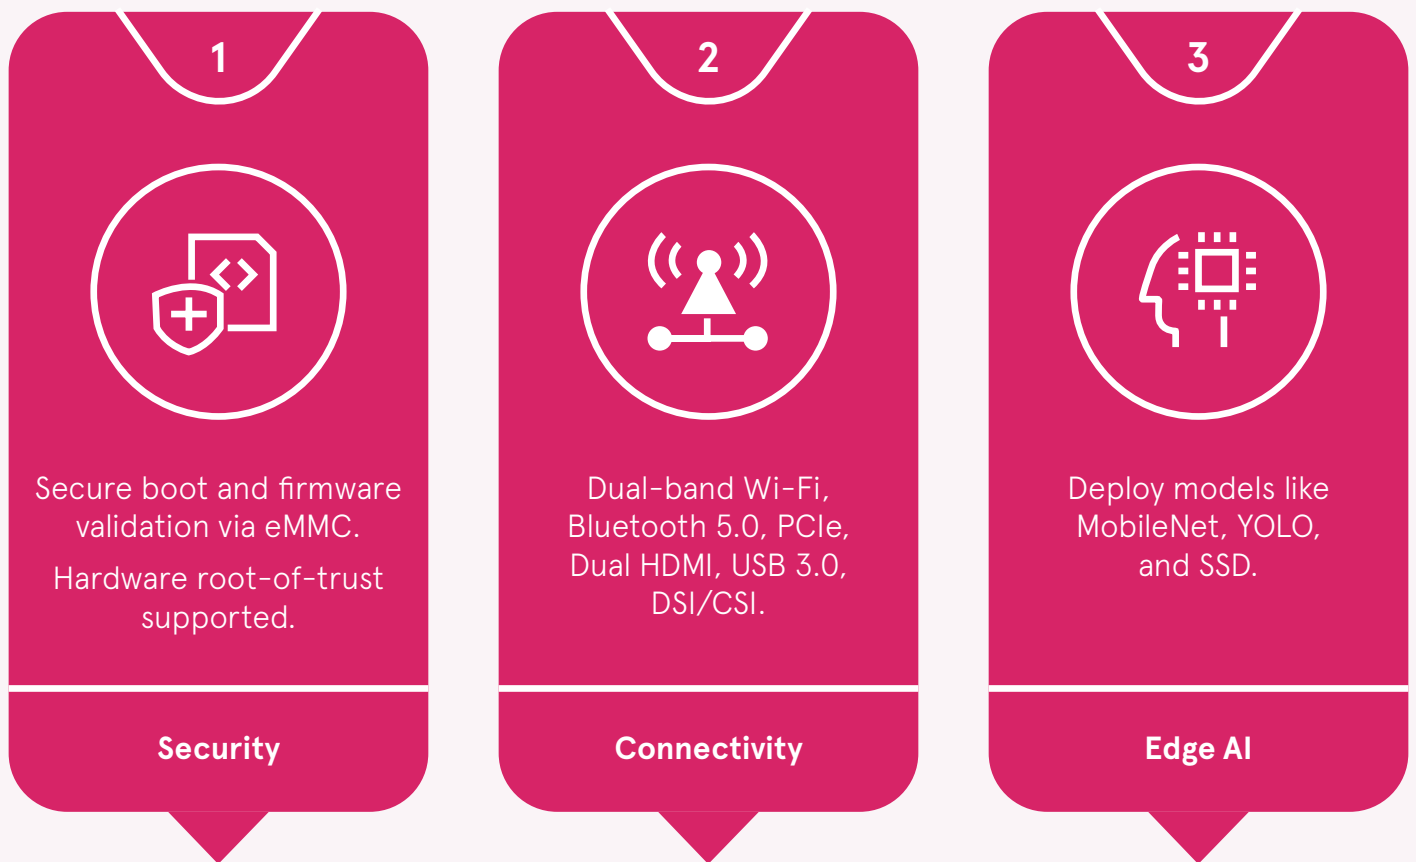 1
Secure boot and firmware
validation via eMMC.
Hardware root-of-trust
supported.
Security
2
Dual-band Wi-Fi,
Bluetooth 5.0, PCIe,
Dual HDMI, USB 3.0,
DSI/CSI.
Connectivity
3
Deploy models like
MobileNet, YOLO,
and SSD.
Edge AI